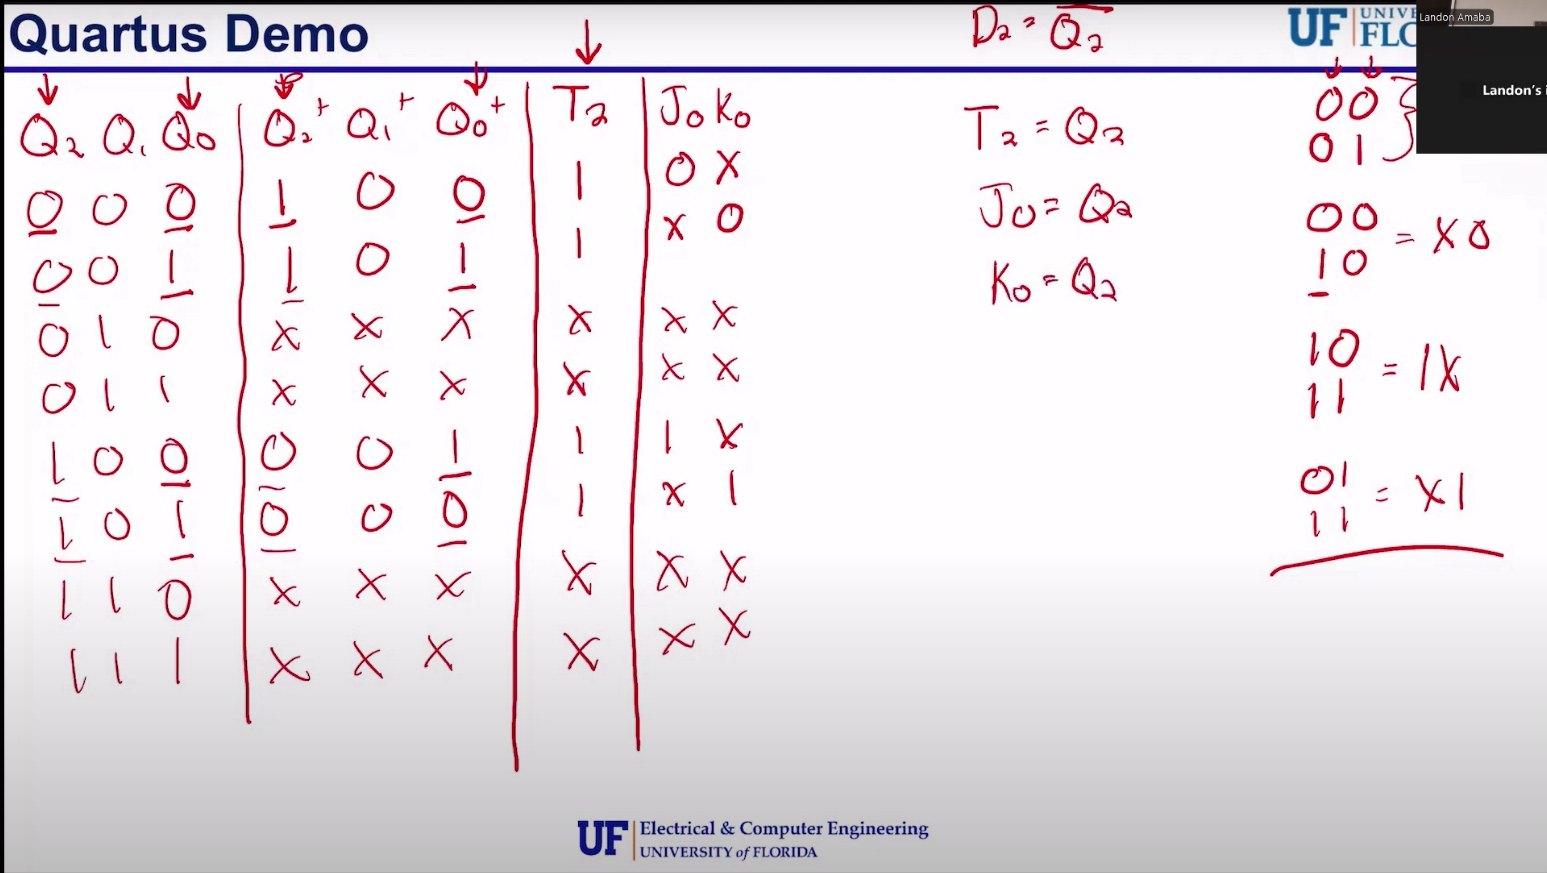 Quartus Demo
D₂ = Q̅₂
UF
Landon Amaba
Landon's i
Q₂ Q₁ Q₀ Q₂⁺ Q₁⁺ Q₀⁺ T₂ J₀ K₀
0 0 0 1 0 0 1 0 X
0 0 1 1 0 1 1 X 0
0 1 0 X X X X X X
0 1 1 X X X X X X
1 0 0 0 0 1 1 1 X
1 0 1 0 0 0 1 X 1
1 1 0 X X X X X X
1 1 1 X X X X X X
T₂ = Q₂
J₀ = Q₂
K₀ = Q₂
00
01
00
10 = X0
10
11 = 1X
01
11 = X1
UF Electrical & Computer Engineering
UNIVERSITY of FLORIDA